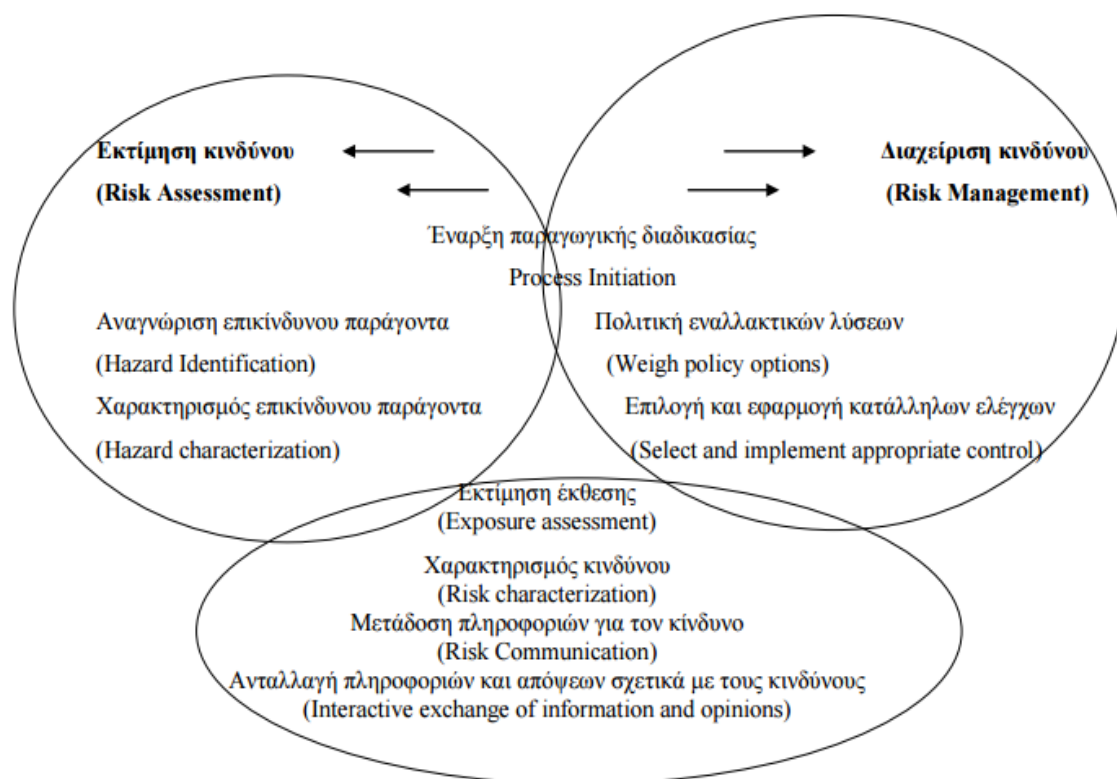 Εκτίμηση κινδύνου
(Risk Assessment)
Διαχείριση κινδύνου
(Risk Management)
Έναρξη παραγωγικής διαδικασίας
Process Initiation
Αναγνώριση επικίνδυνου παράγοντα
(Hazard Identification)
Χαρακτηρισμός επικίνδυνου παράγοντα
(Hazard characterization)
Πολιτική εναλλακτικών λύσεων
(Weigh policy options)
Επιλογή και εφαρμογή κατάλληλων ελέγχων
(Select and implement appropriate control)
Εκτίμηση έκθεσης
(Exposure assessment)
Χαρακτηρισμός κινδύνου
(Risk characterization)
Μετάδοση πληροφοριών για τον κίνδυνο
(Risk Communication)
Ανταλλαγή πληροφοριών και απόψεων σχετικά με τους κινδύνους
(Interactive exchange of information and opinions)